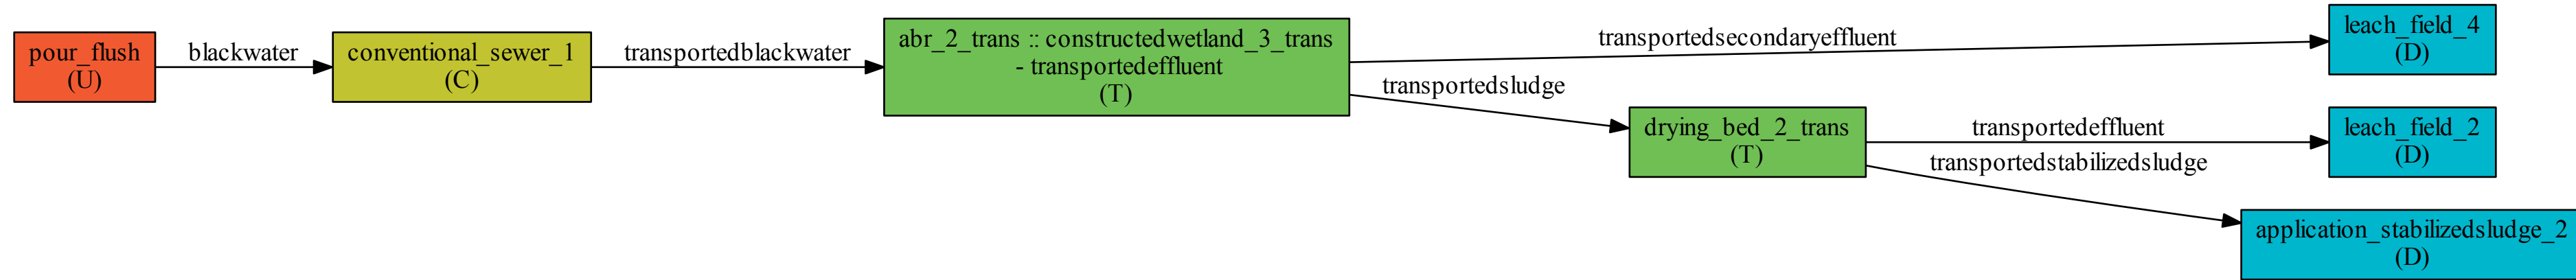 pour_flush
(U)
blackwater
conventional_sewer_1
(C)
transportedblackwater
abr_2_trans :: constructedwetland_3_trans
- transportedeffluent
(T)
transportedsecondaryeffluent
leach_field_4
(D)
transportedsludge
drying_bed_2_trans
(T)
transportedeffluent
leach_field_2
(D)
transportedstabilizedsludge
application_stabilizedsludge_2
(D)